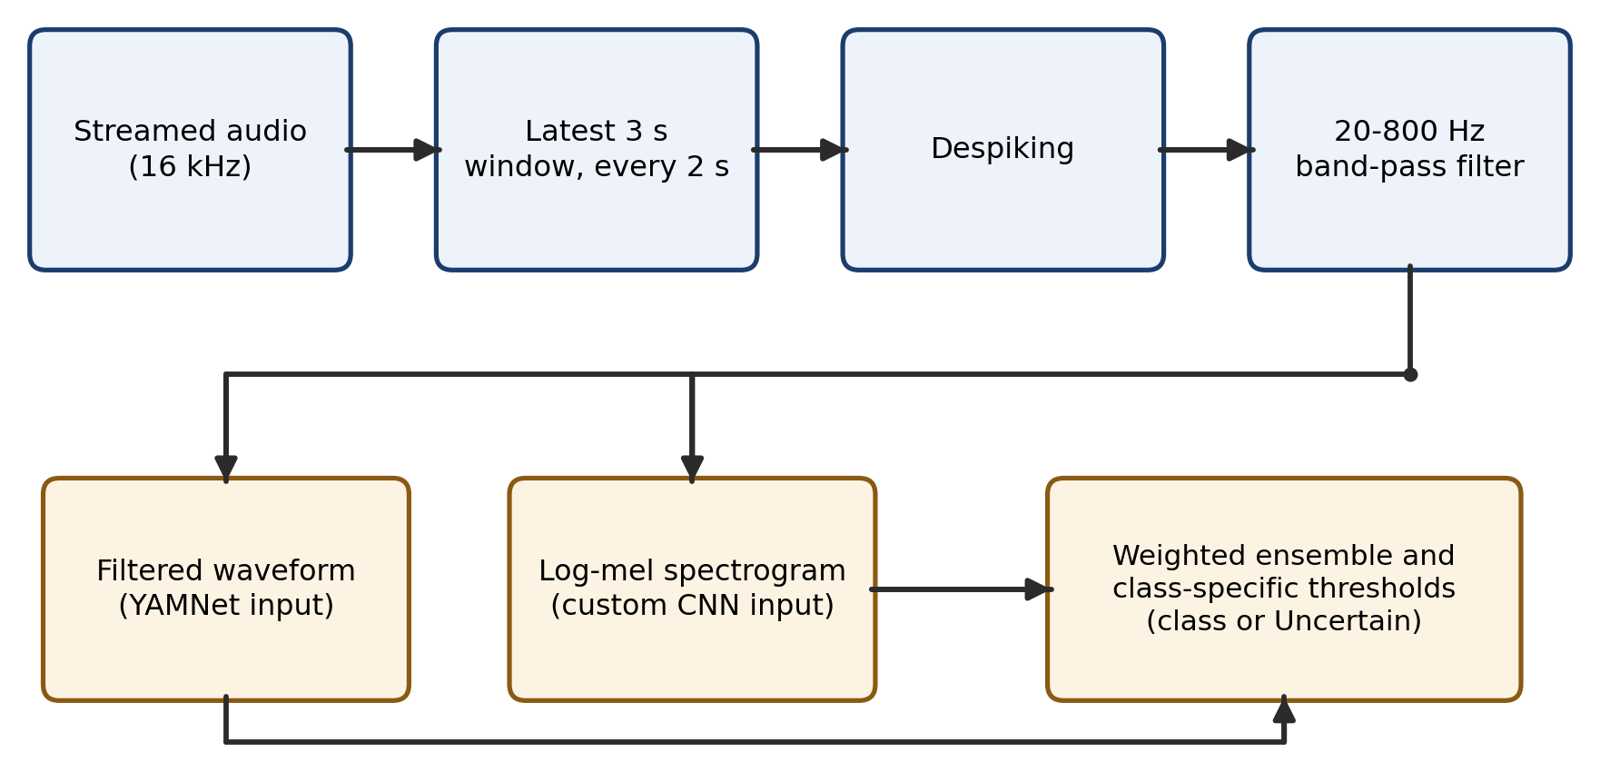 Streamed audio
(16 kHz)
Latest 3 s
window, every 2 s
Despiking
20-800 Hz
band-pass filter
Filtered waveform
(YAMNet input)
Log-mel spectrogram
(custom CNN input)
Weighted ensemble and
class-specific thresholds
(class or Uncertain)